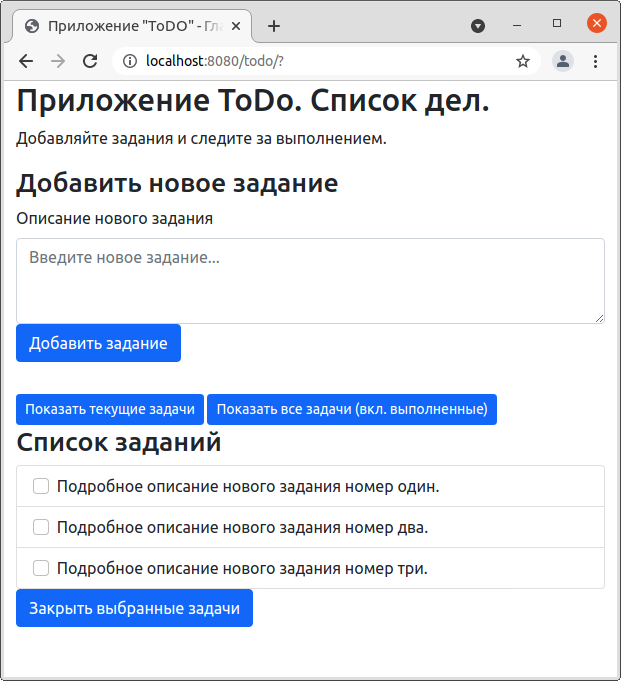 Приложение "ToDO" - Гла
localhost:8080/todo/?
Приложение ToDo. Список дел.
Добавляйте задания и следите за выполнением.
Добавить новое задание
Описание нового задания
Введите новое задание...
Добавить задание
Показать текущие задачи Показать все задачи (вкл. выполненные)
Список заданий
Подробное описание нового задания номер один.
Подробное описание нового задания номер два.
Подробное описание нового задания номер три.
Закрыть выбранные задачи